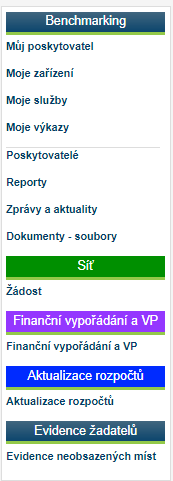 Benchmarking
Můj poskytovatel
Moje zařízení
Moje služby
Moje výkazy
Poskytovatelé
Reporty
Zprávy a aktuality
Dokumenty - soubory
Síť
Žádost
Finanční vypořádání a VP
Finanční vypořádání a VP
Aktualizace rozpočtů
Aktualizace rozpočtů
Evidence žadatelů
Evidence neobsazených míst